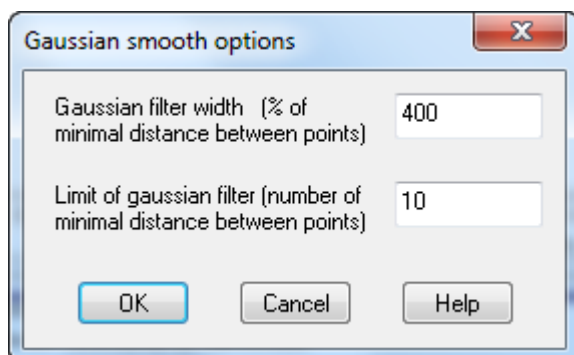 Gaussian smooth options
Gaussian filter width (% of
minimal distance between points)
400
Limit of gaussian filter (number of
minimal distance between points)
10
OK Cancel Help